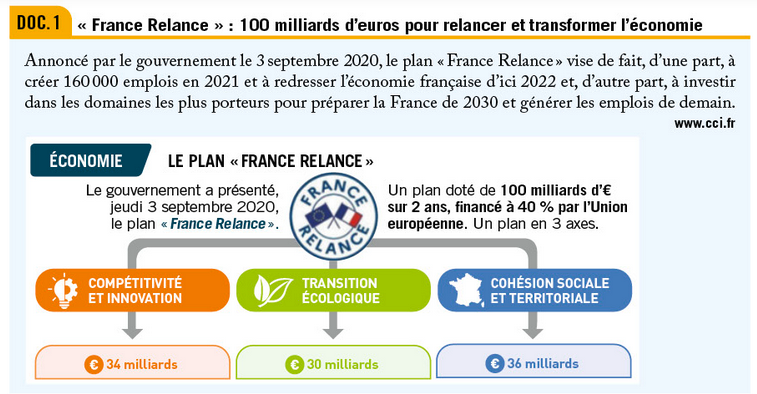 DOC. 1 « France Relance » : 100 milliards d'euros pour relancer et transformer l'économie
Annoncé par le gouvernement le 3 septembre 2020, le plan « France Relance » vise de fait, d'une part, à
créer 160 000 emplois en 2021 et à redresser l'économie française d'ici 2022 et, d'autre part, à investir
dans les domaines les plus porteurs pour préparer la France de 2030 et générer les emplois de demain.
www.cci.fr
ÉCONOMIE LE PLAN « FRANCE RELANCE »
Le gouvernement a présenté,
jeudi 3 septembre 2020,
le plan « France Relance ».
FRANCE
RELANCE
Un plan doté de 100 milliards d'€
sur 2 ans, financé à 40 % par l'Union
européenne. Un plan en 3 axes.
COMPÉTITIVITÉ
ET INNOVATION
TRANSITION
ÉCOLOGIQUE
COHÉSION SOCIALE
ET TERRITORIALE
€ 34 milliards
€ 30 milliards
€ 36 milliards